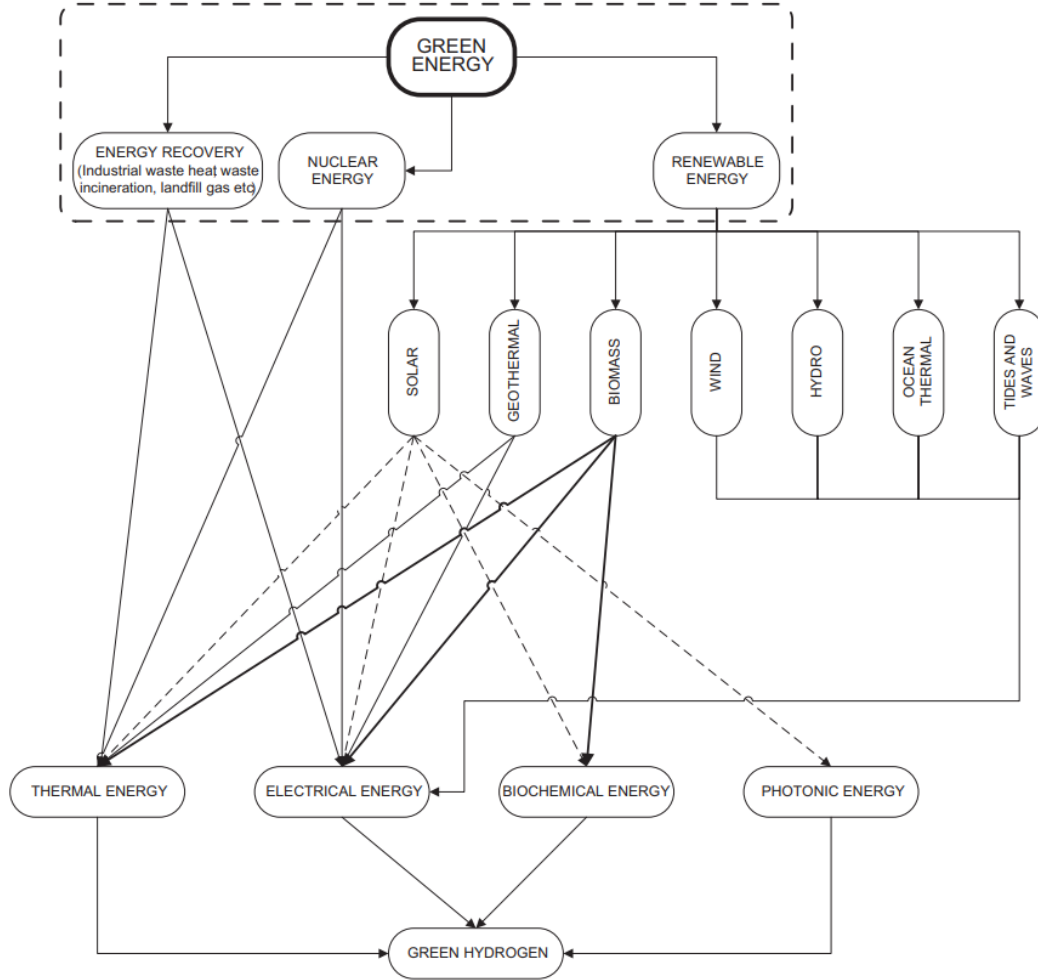 GREEN
ENERGY
ENERGY RECOVERY
(Industrial waste heat, waste
incineration, landfill gas etc)
NUCLEAR
ENERGY
RENEWABLE
ENERGY
SOLAR
GEOTHERMAL
BIOMASS
WIND
HYDRO
OCEAN
THERMAL
TIDES AND
WAVES
THERMAL ENERGY
ELECTRICAL ENERGY
BIOCHEMICAL ENERGY
PHOTONIC ENERGY
GREEN HYDROGEN